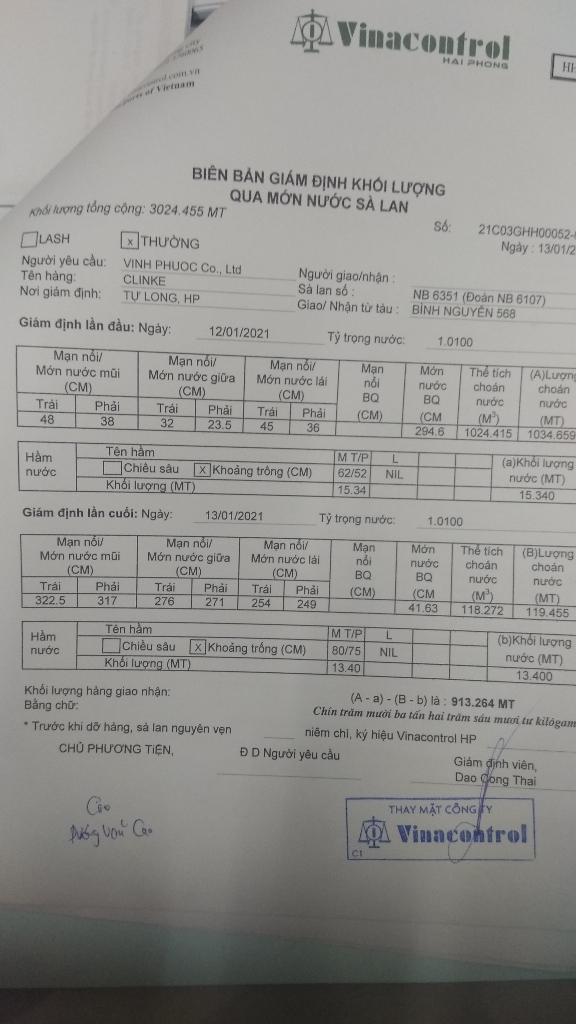 Vinacontrol
HAI PHONG
HH
.com.vn
of Vietnam
BIÊN BẢN GIÁM ĐỊNH KHỐI LƯỢNG
QUA MỚN NƯỚC SÀ LAN
Khối lượng tổng cộng: 3024.455 MT
Số: 21C03GHH00052-
Ngày : 13/01/2
LASH x THƯỜNG
Người yêu cầu: VINH PHUOC Co., Ltd Người giao/nhận :
Tên hàng: CLINKE Sà lan số : NB 6351 (Đoàn NB 6107)
Nơi giám định: TỰ LONG, HP Giao/ Nhận từ tàu : BÌNH NGUYÊN 568
Giám định lần đầu: Ngày: 12/01/2021 Tỷ trọng nước: 1.0100
Mạn nổi/ Mớn nước mũi (CM) Mạn nổi/ Mớn nước giữa (CM) Mạn nổi/ Mớn nước lái (CM) Mạn nổi BQ (CM) Mớn nước BQ (CM Thể tích choán nước (M³) (A)Lượng choán nước (MT)
Trái Phải Trái Phải Trái Phải
48 38 32 23.5 45 36 294.6 1024.415 1034.659
Hầm nước Tên hầm M T/P L (a)Khối lượng nước (MT)
Chiều sâu X Khoảng trống (CM) 62/52 NIL
Khối lượng (MT) 15.34 15.340
Giám định lần cuối: Ngày: 13/01/2021 Tỷ trọng nước: 1.0100
Mạn nổi/ Mớn nước mũi (CM) Mạn nổi/ Mớn nước giữa (CM) Mạn nổi/ Mớn nước lái (CM) Mạn nổi BQ (CM) Mớn nước BQ (CM Thể tích choán nước (M³) (B)Lượng choán nước (MT)
Trái Phải Trái Phải Trái Phải
322.5 317 276 271 254 249 41.63 118.272 119.455
Hầm nước Tên hầm M T/P L (b)Khối lượng nước (MT)
Chiều sâu X Khoảng trống (CM) 80/75 NIL
Khối lượng (MT) 13.40 13.400
Khối lượng hàng giao nhận: (A - a) - (B - b) là : 913.264 MT
Bằng chữ: Chín trăm mười ba tấn hai trăm sáu mươi tư kilôgam
* Trước khi dỡ hàng, sà lan nguyên vẹn niêm chì, ký hiệu Vinacontrol HP
CHỦ PHƯƠNG TIỆN, Đ D Người yêu cầu Giám định viên,
Dao Cong Thai
THAY MẶT CÔNG TY
Vinacontrol
C1
Cao